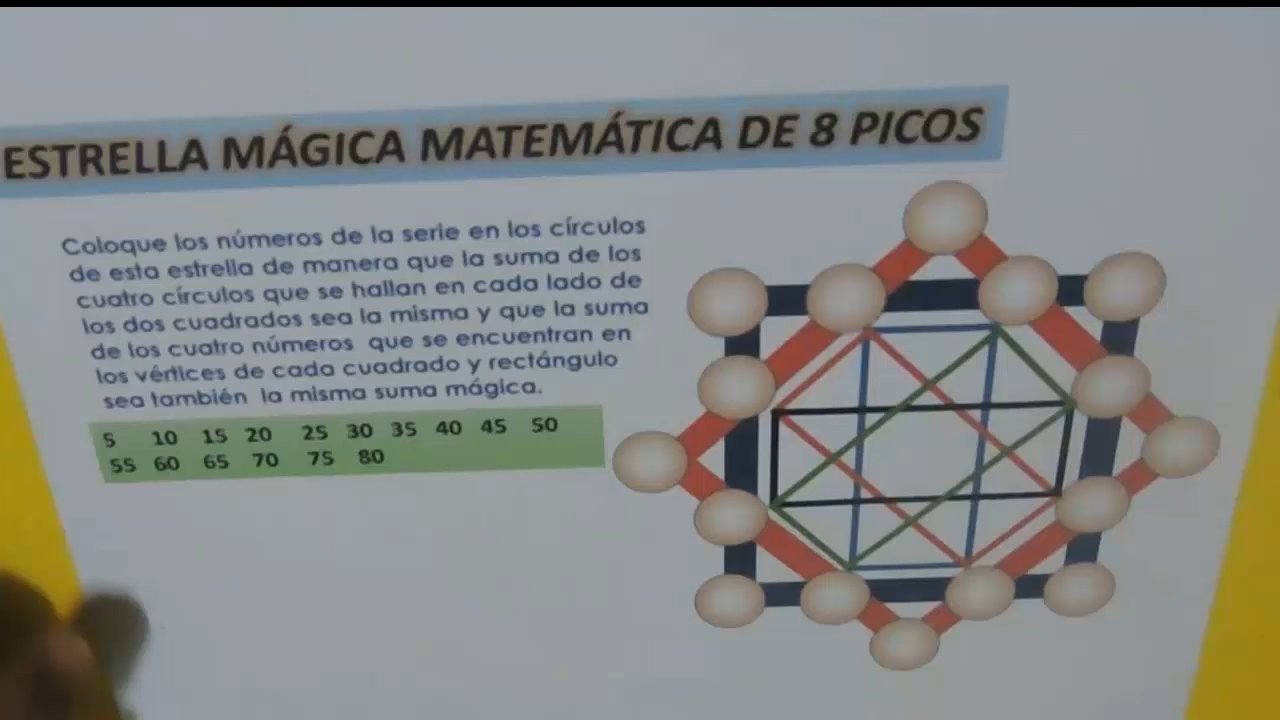 ESTRELLA MÁGICA MATEMÁTICA DE 8 PICOS
Coloque los números de la serie en los círculos
de esta estrella de manera que la suma de los
cuatro círculos que se hallan en cada lado de
los dos cuadrados sea la misma y que la suma
de los cuatro números que se encuentran en
los vértices de cada cuadrado y rectángulo
sea también la misma suma mágica.
5 10 15 20 25 30 35 40 45 50
55 60 65 70 75 80